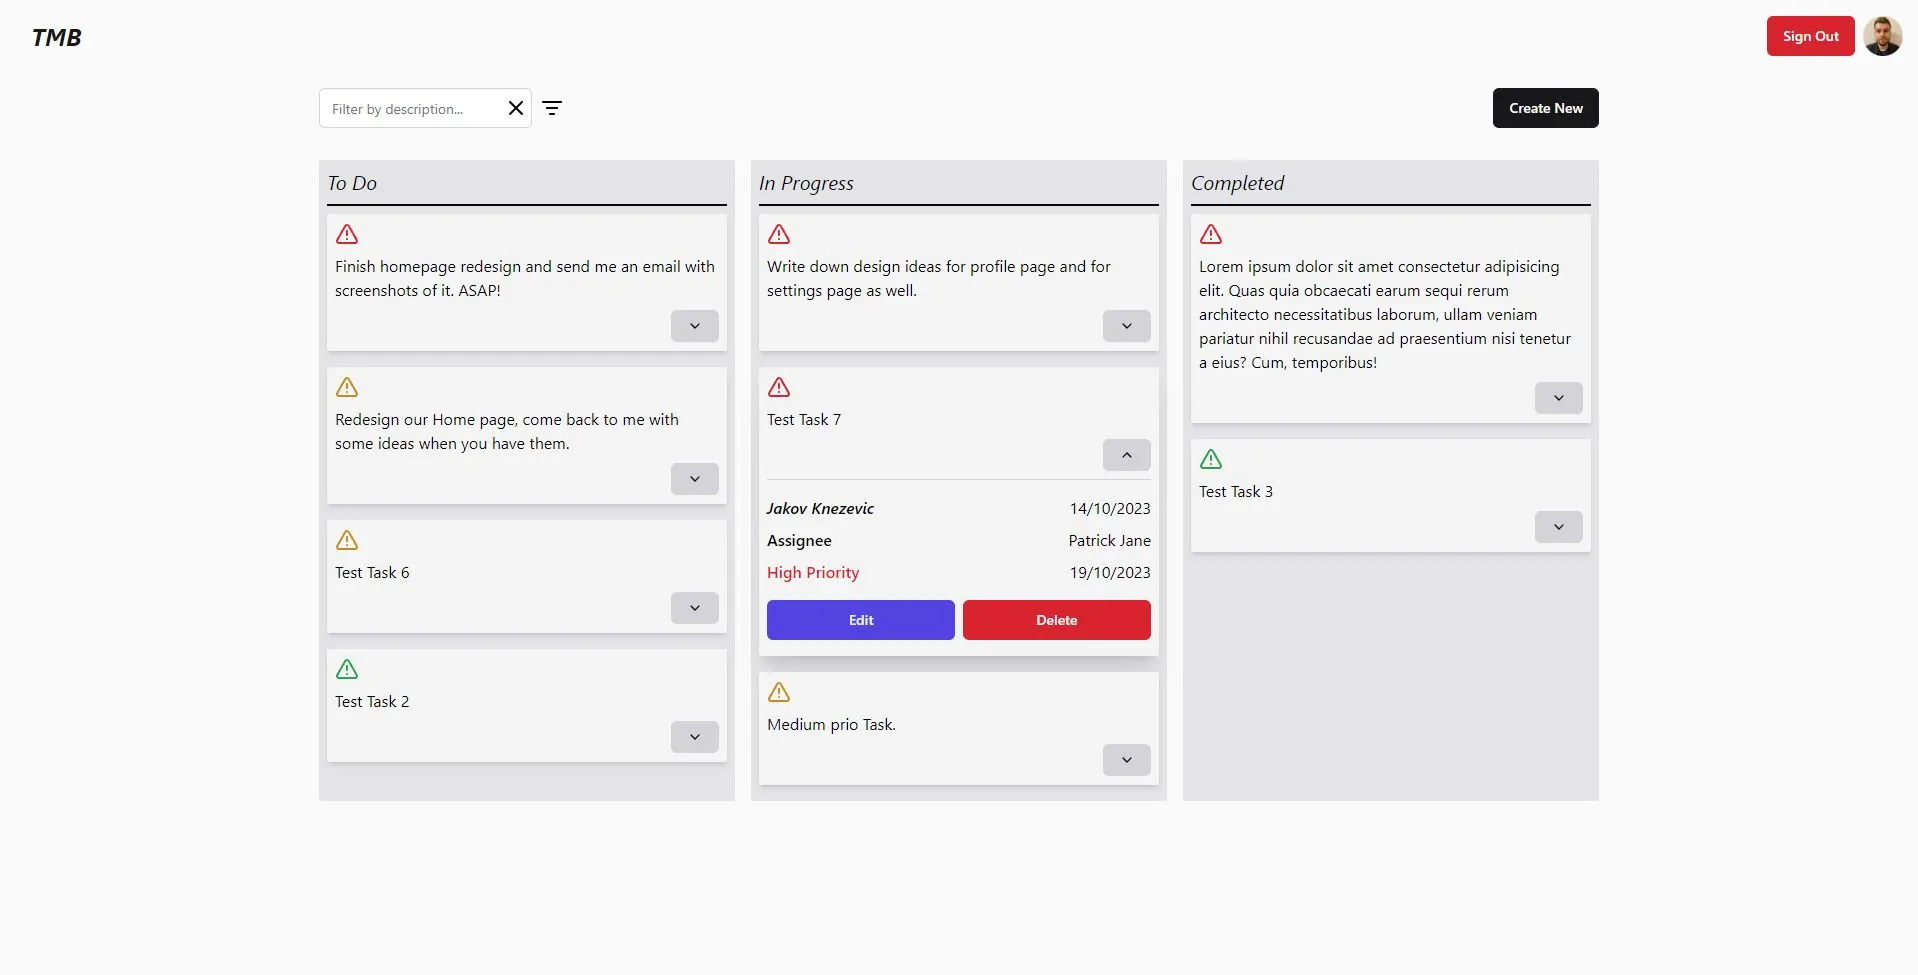 TMB
Sign Out
Filter by description...
Create New
To Do
Finish homepage redesign and send me an email with
screenshots of it. ASAP!
Redesign our Home page, come back to me with
some ideas when you have them.
Test Task 6
Test Task 2
In Progress
Write down design ideas for profile page and for
settings page as well.
Test Task 7
Jakov Knezevic 14/10/2023
Assignee Patrick Jane
High Priority 19/10/2023
Edit Delete
Medium prio Task.
Completed
Lorem ipsum dolor sit amet consectetur adipisicing
elit. Quas quia obcaecati earum sequi rerum
architecto necessitatibus laborum, ullam veniam
pariatur nihil recusandae ad praesentium nisi tenetur
a eius? Cum, temporibus!
Test Task 3